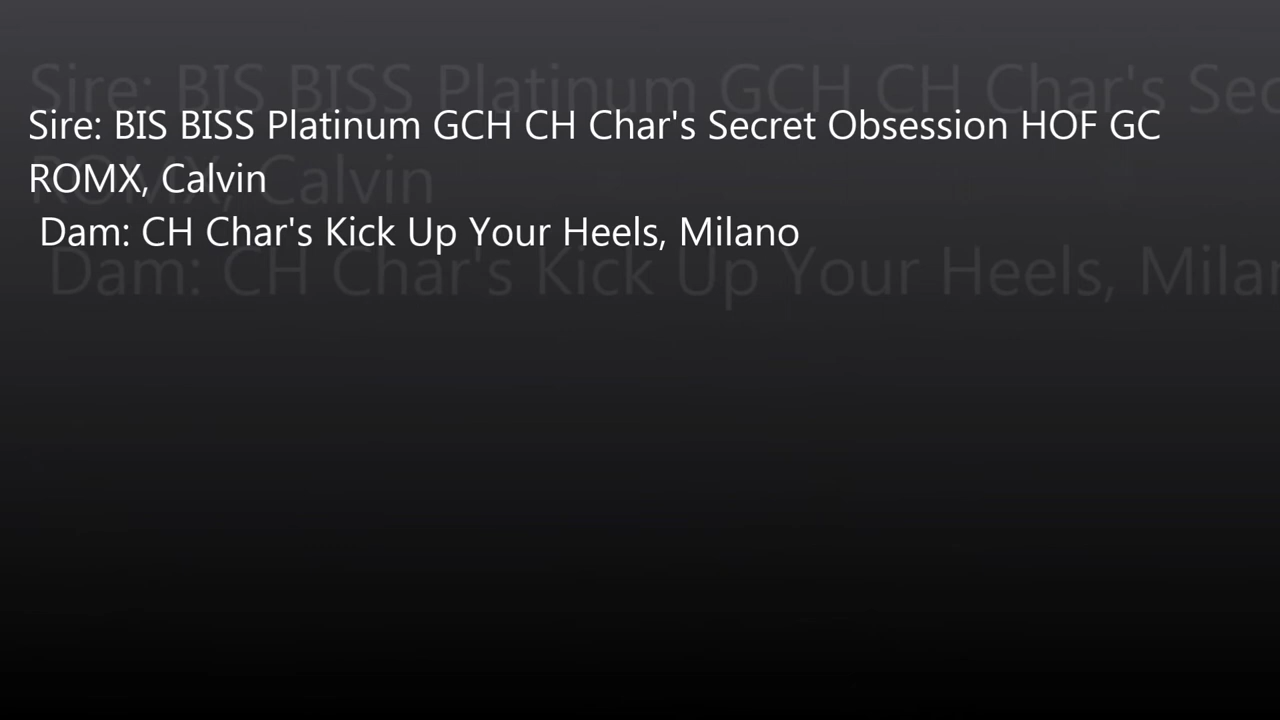 Sire: BIS BISS Platinum GCH CH Char's Secret Obsession HOF GC
ROMX, Calvin
Dam: CH Char's Kick Up Your Heels, Milano